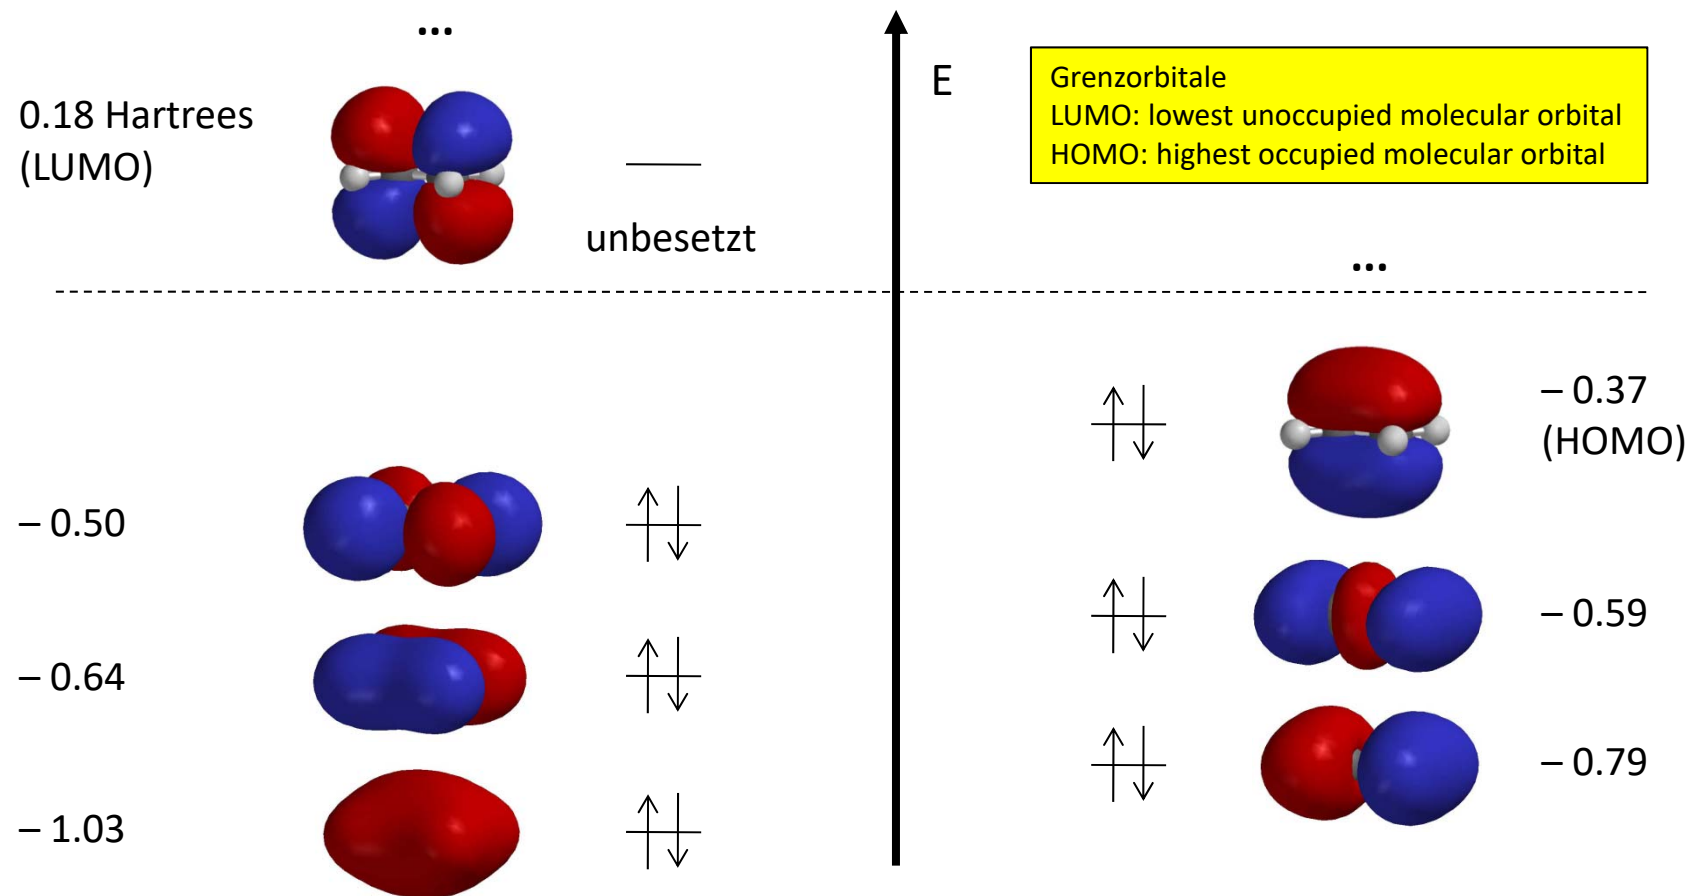 ...
0.18 Hartrees
(LUMO)
unbesetzt
– 0.50
– 0.64
– 1.03
E
Grenzorbitale
LUMO: lowest unoccupied molecular orbital
HOMO: highest occupied molecular orbital
...
– 0.37
(HOMO)
– 0.59
– 0.79